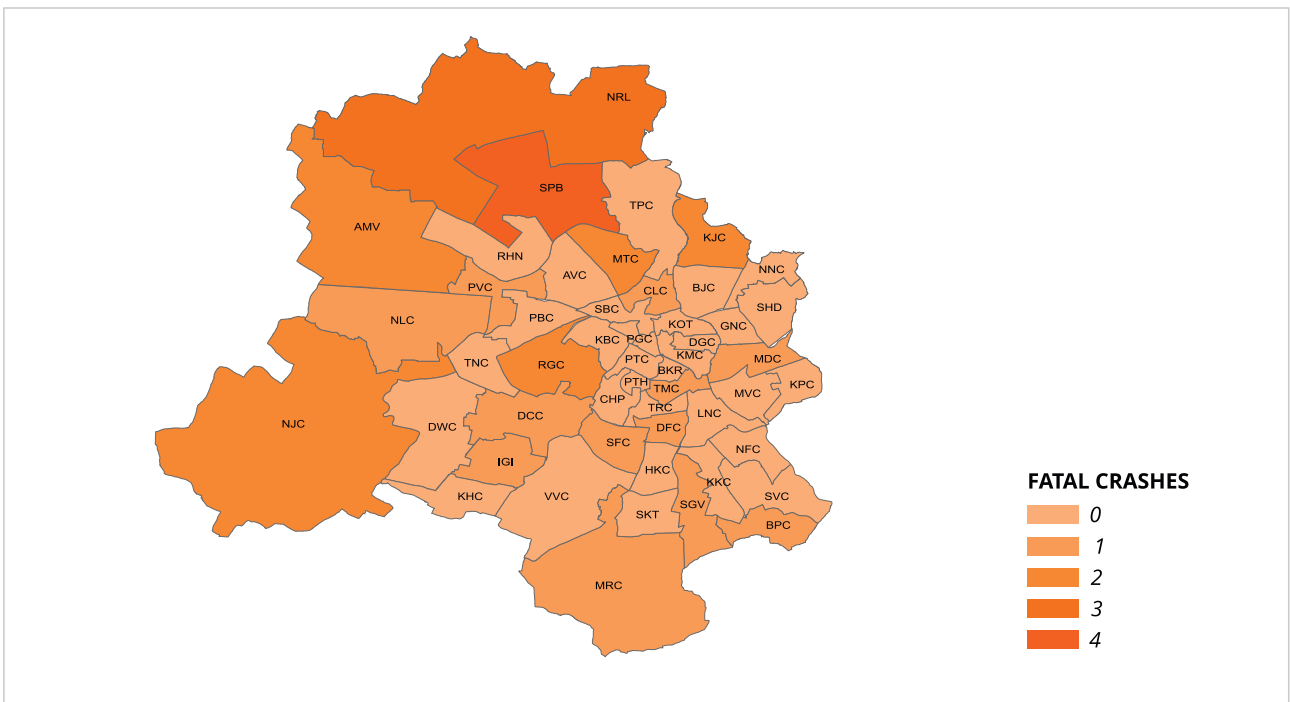 NRL
SPB
TPC
AMV
KJC
RHN
MTC
NNC
AVC
PVC
CLC
BJC
SHD
SBC
NLC
PBC
KOT
GNC
KBC
PGC
DGC
KMC
PTC
MDC
TNC
RGC
BKR
PTH
TMC
KPC
MVC
CHP
TRC
LNC
DCC
NJC
DWC
DFC
SFC
NFC
IGI
HKC
KKC
KHC
VVC
SVC
SGV
SKT
BPC
MRC
FATAL CRASHES
0
1
2
3
4